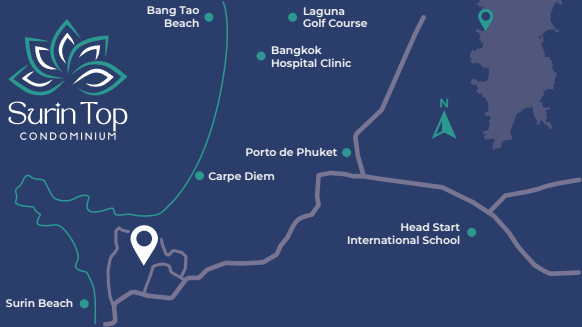 Bang Tao
Beach
Laguna
Golf Course
Bangkok
Hospital Clinic
Surin Top
CONDOMINIUM
N
Porto de Phuket
Carpe Diem
Head Start
International School
Surin Beach